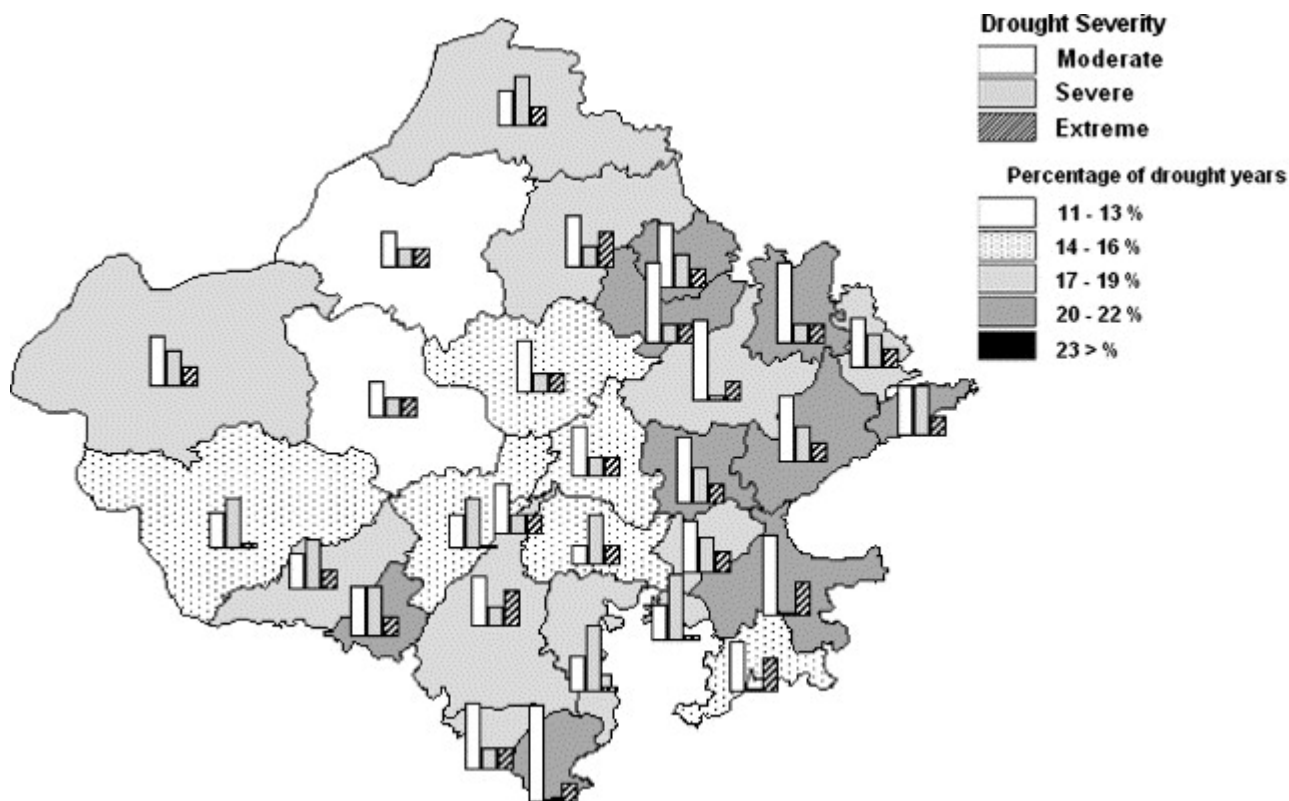 Drought Severity
Moderate
Severe
Extreme
Percentage of drought years
11 - 13 %
14 - 16 %
17 - 19 %
20 - 22 %
23 > %